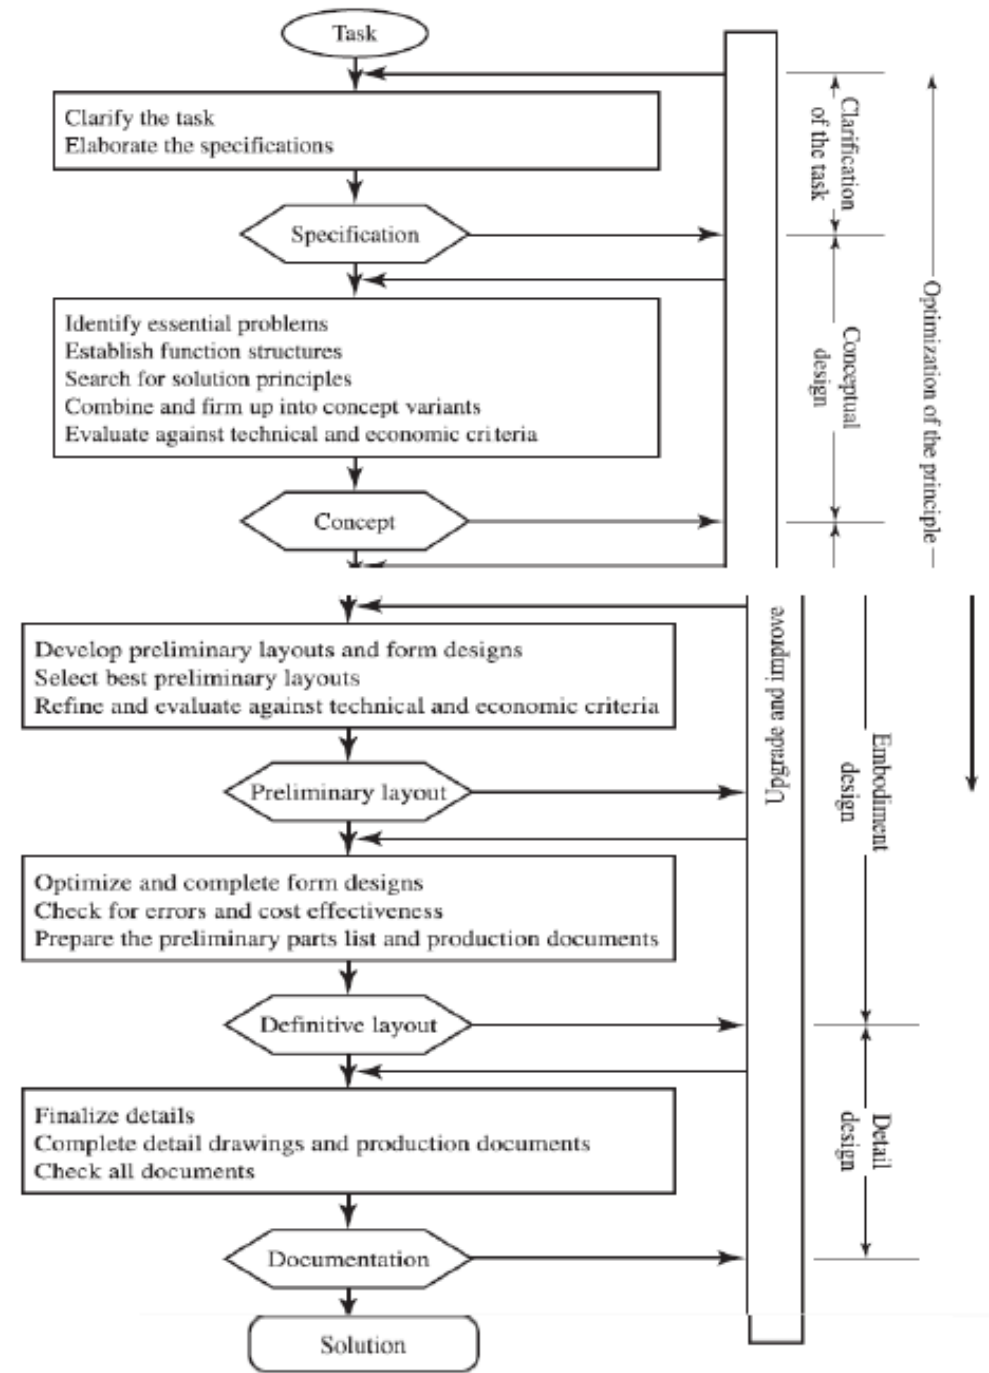 Task
Clarify the task
Elaborate the specifications
Clarification
of the task
Specification
Identify essential problems
Establish function structures
Search for solution principles
Combine and firm up into concept variants
Evaluate against technical and economic criteria
Conceptual
design
Optimization of the principle
Concept
Upgrade and improve
Develop preliminary layouts and form designs
Select best preliminary layouts
Refine and evaluate against technical and economic criteria
Embodiment
design
Preliminary layout
Optimize and complete form designs
Check for errors and cost effectiveness
Prepare the preliminary parts list and production documents
Definitive layout
Finalize details
Complete detail drawings and production documents
Check all documents
Detail
design
Documentation
Solution